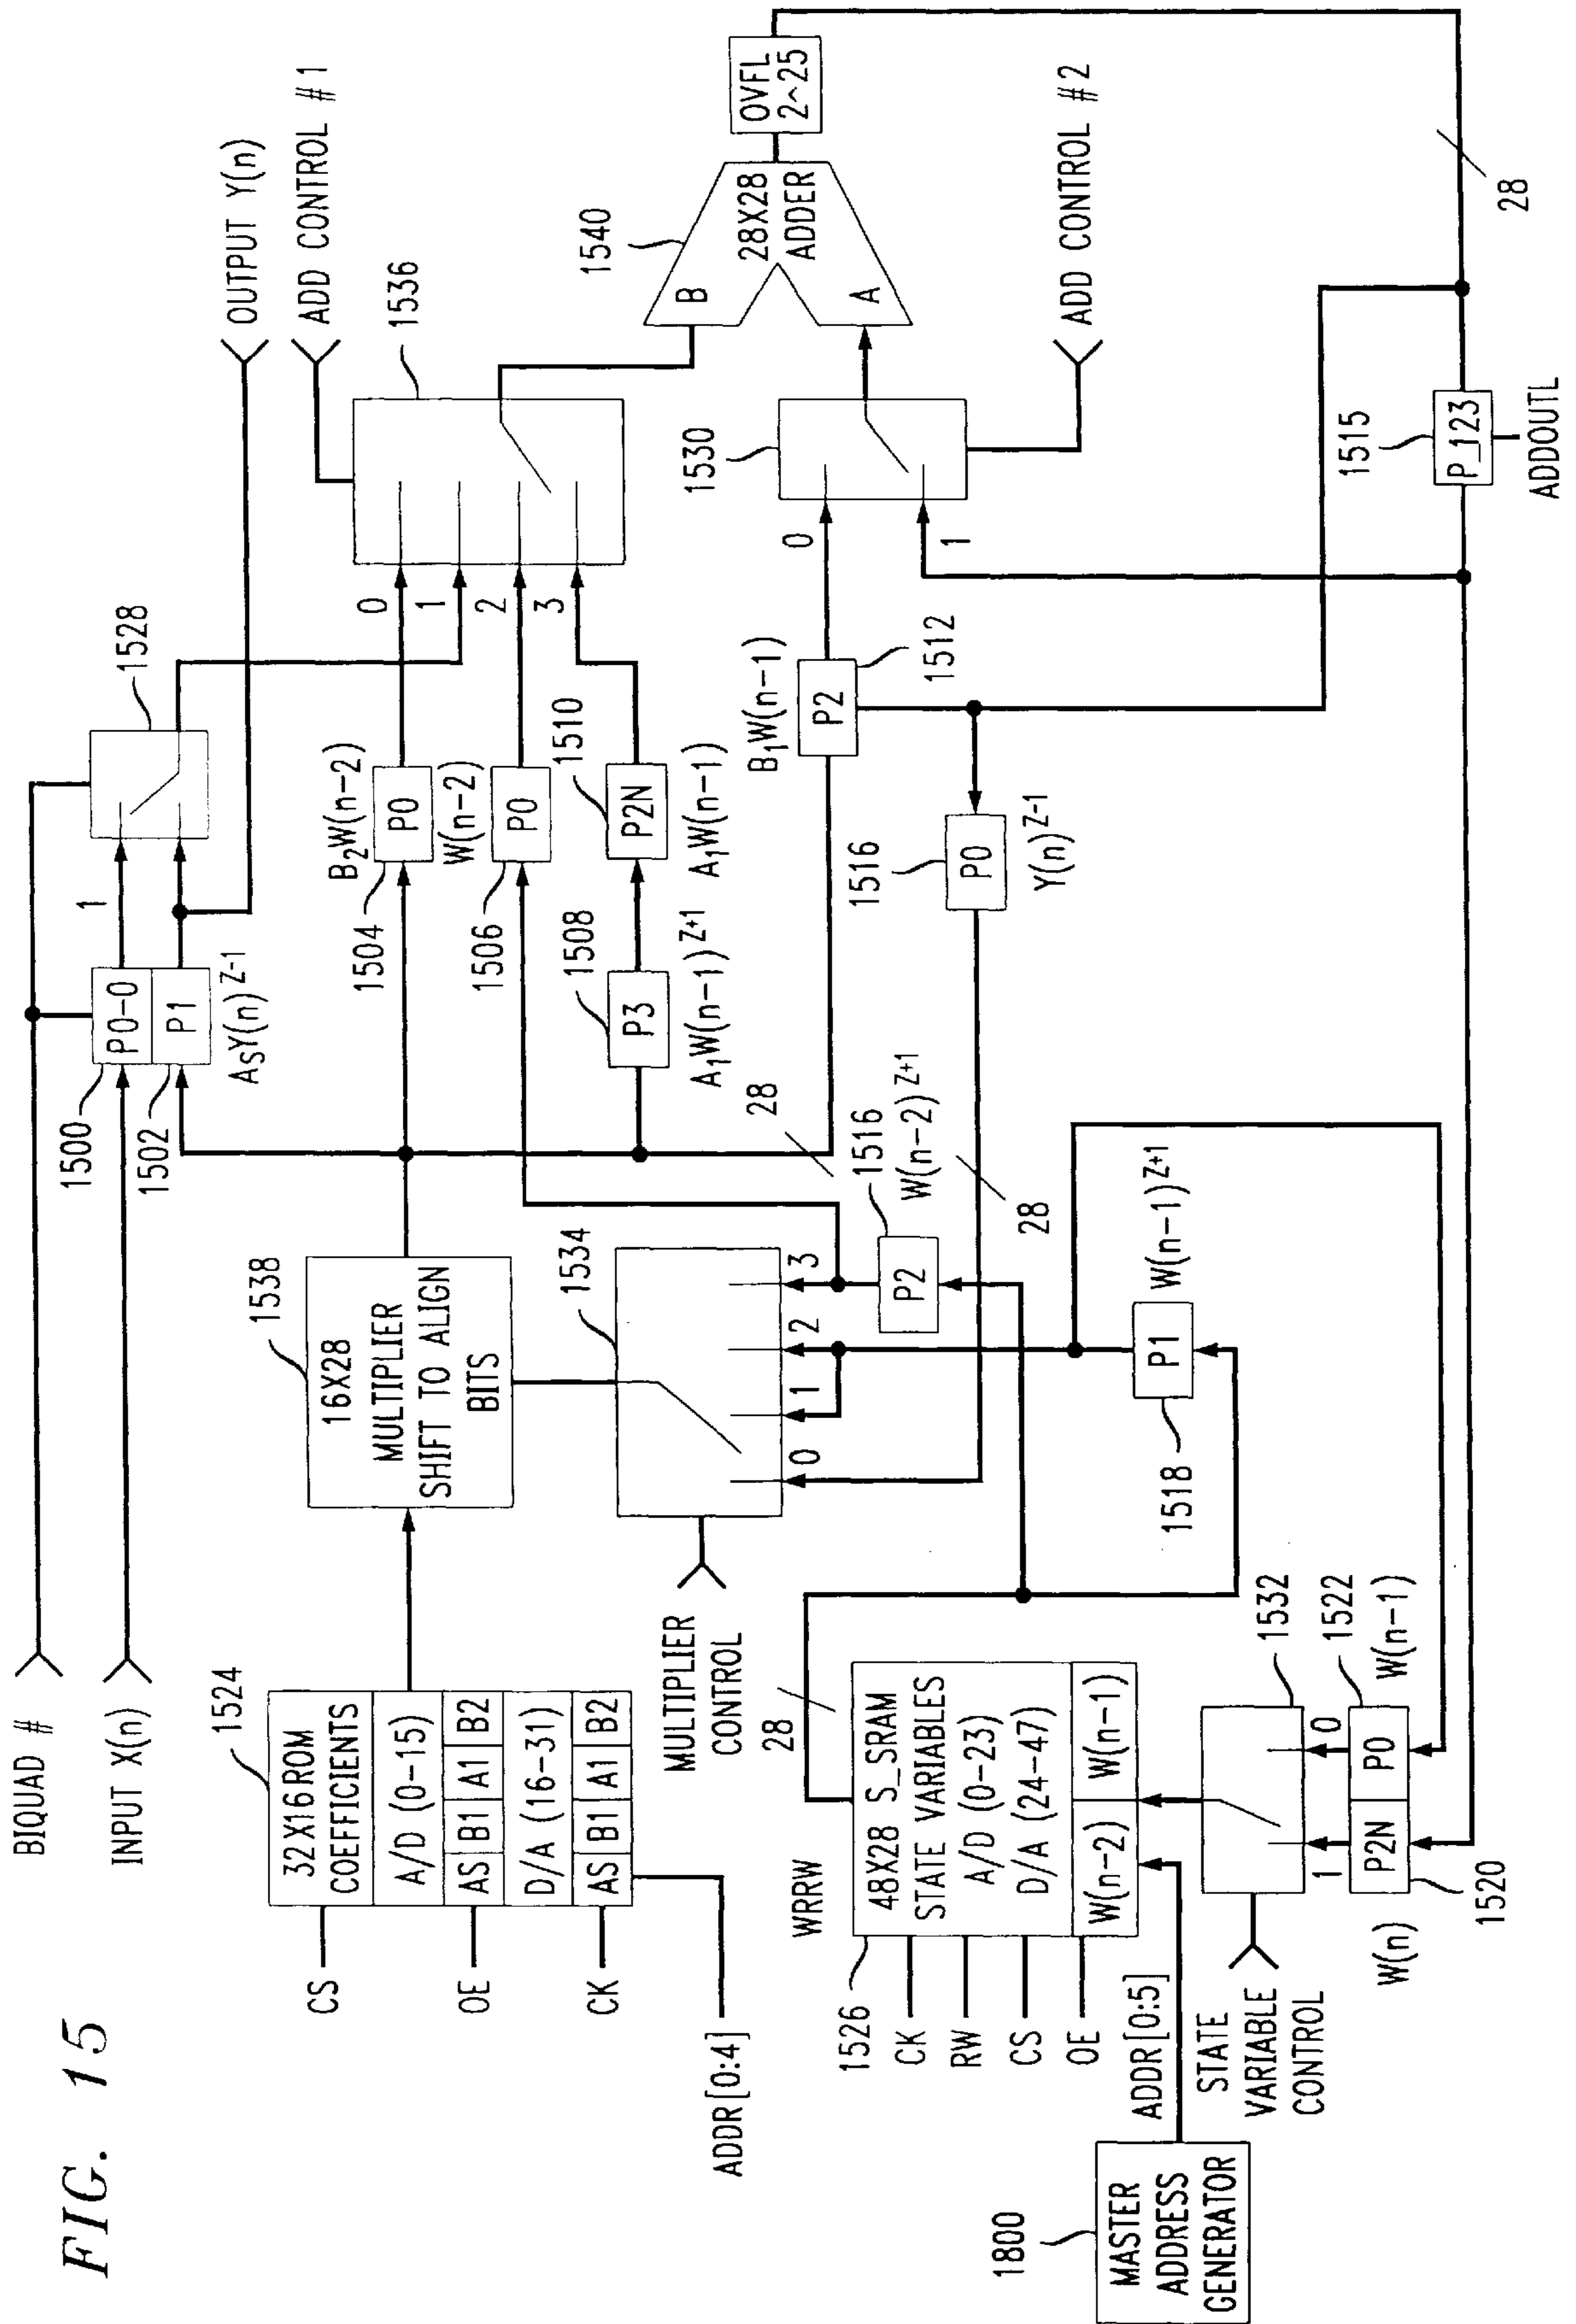 FIG. 15
BIQUAD #
INPUT X(n)
1524
32X16ROM
COEFFICIENTS
A/D (0-15)
AS B1 A1 B2
D/A (16-31)
AS B1 A1 B2
CS
OE
CK
ADDR[0:4]
1538
16X28
MULTIPLIER
SHIFT TO ALIGN
BITS
1534
0 1 2 3
MULTIPLIER
CONTROL
28
WRRW
48X28 S_SRAM
STATE VARIABLES
A/D (0-23)
D/A (24-47)
W(n-2) W(n-1)
1526
CK
RW
CS
OE
ADDR[0:5]
1800
MASTER
ADDRESS
GENERATOR
STATE
VARIABLE
CONTROL
1532
1 0
P2N P0
1522
W(n-1)
1520
W(n)
1518
P1
W(n-1)Z+1
1516
P2
W(n-2)Z+1
28
28
1500
1502
P0-0
P1
ASY(n)Z-1
1
1528
OUTPUT Y(n)
ADD CONTROL #1
1504
P0
B2W(n-2)
1506
P0
W(n-2)
1508
P3
A1W(n-1)Z+1
1510
P2N
A1W(n-1)
0
1
2
3
1536
1512
P2
B1W(n-1)
1516
P0
Y(n)Z-1
0
1
1530
ADD CONTROL #2
1540
B
A
28X28
ADDER
OVFL
2^25
28
1515
P_123
ADDOUTL